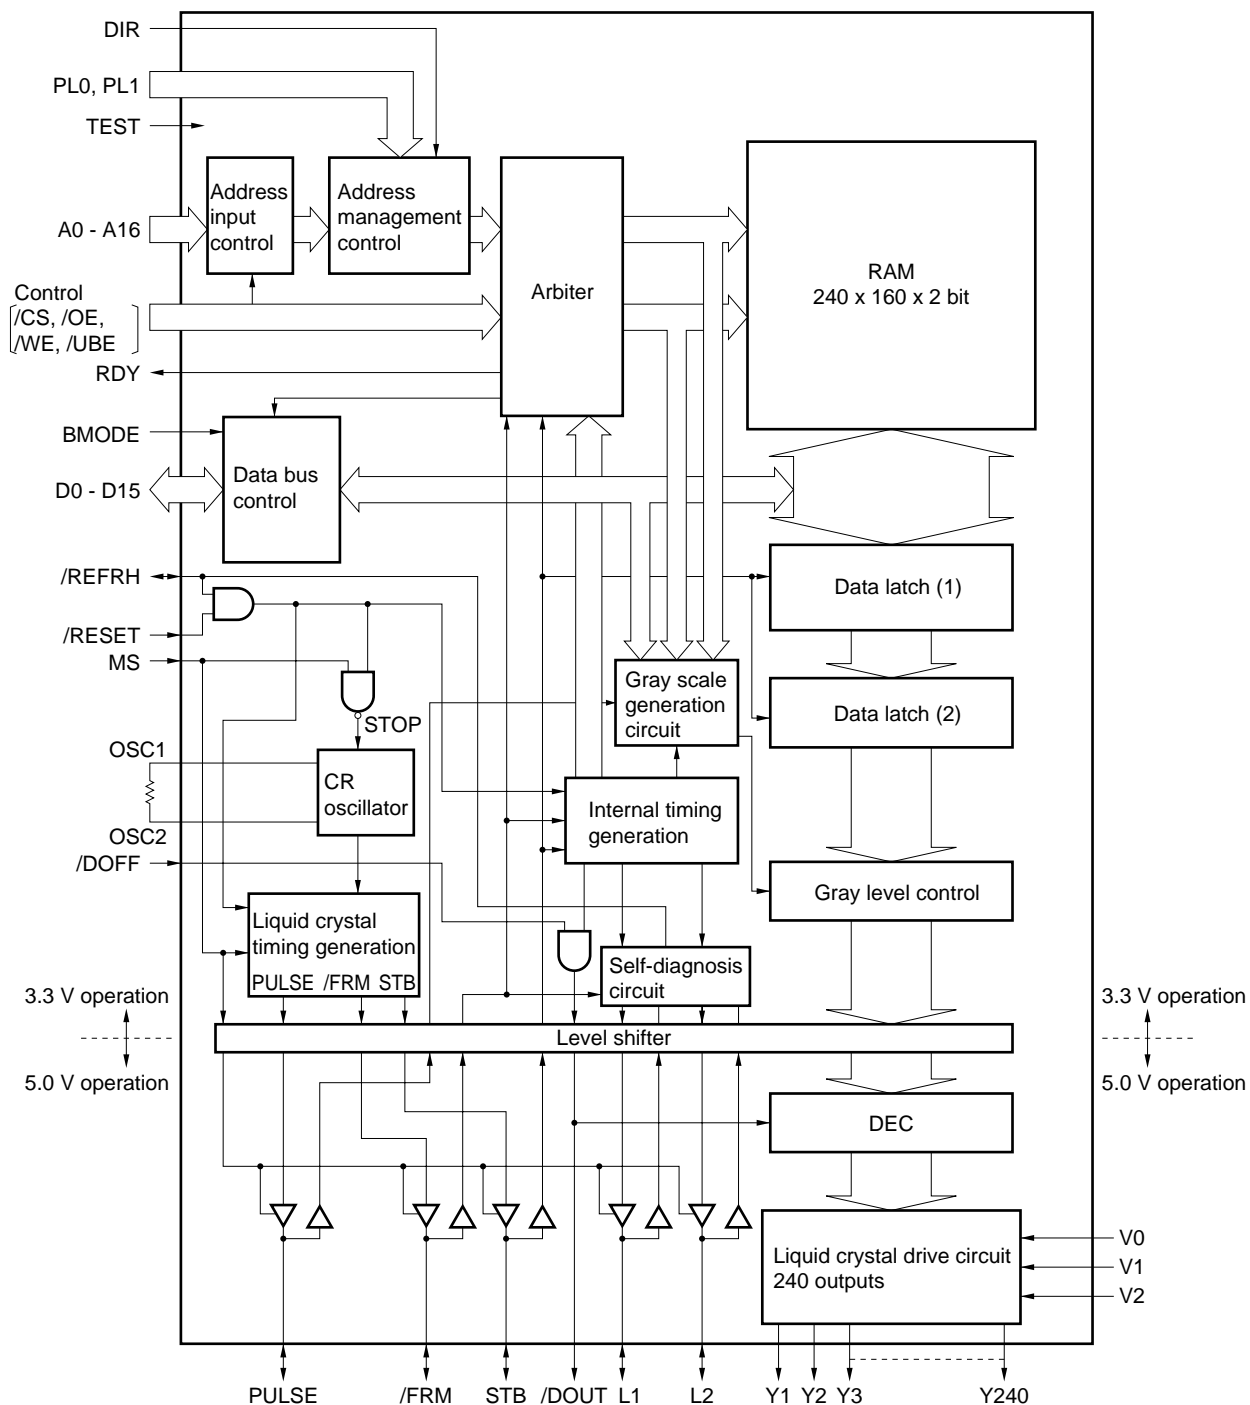 DIR
PL0, PL1
TEST
Address
input
control
Address
management
control
A0 - A16
Arbiter
RAM
240 x 160 x 2 bit
Control
/CS, /OE,
/WE, /UBE
RDY
BMODE
D0 - D15
Data bus
control
/REFRH
Data latch (1)
/RESET
MS
Gray scale
generation
circuit
Data latch (2)
STOP
OSC1
CR
oscillator
Internal timing
generation
OSC2
/DOFF
Gray level control
Liquid crystal
timing generation
PULSE /FRM STB
Self-diagnosis
circuit
3.3 V operation
3.3 V operation
Level shifter
5.0 V operation
5.0 V operation
DEC
Liquid crystal drive circuit
240 outputs
V0
V1
V2
PULSE
/FRM
STB
/DOUT
L1
L2
Y1
Y2
Y3
Y240